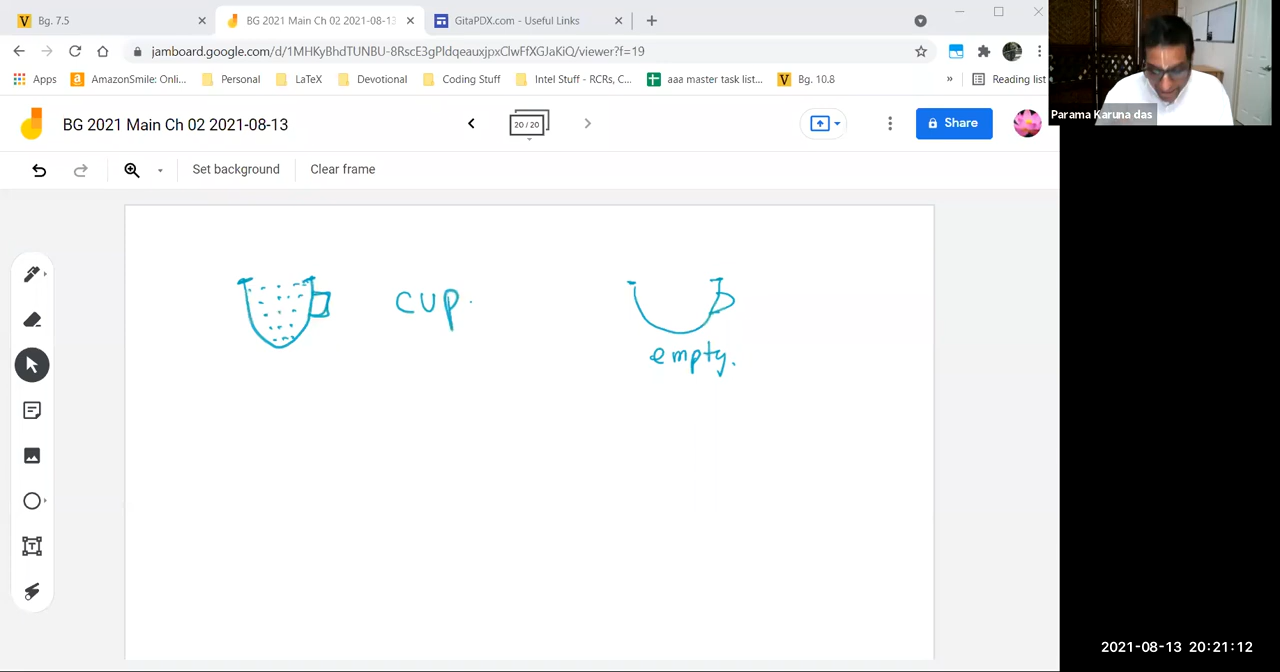 Bg. 7.5
BG 2021 Main Ch 02 2021-08-13
GitaPDX.com - Useful Links
jamboard.google.com/d/1MHKyBhdTUNBU-8RscE3gPldqeauxjpxClwFfXGJaKiQ/viewer?f=19
Apps
AmazonSmile: Onli...
Personal
LaTeX
Devotional
Coding Stuff
Intel Stuff - RCRs, C...
aaa master task list...
Bg. 10.8
»
Reading list
Parama Karuna das
BG 2021 Main Ch 02 2021-08-13
20 / 20
Share
Set background
Clear frame
cup.
empty.
2021-08-13 20:21:12